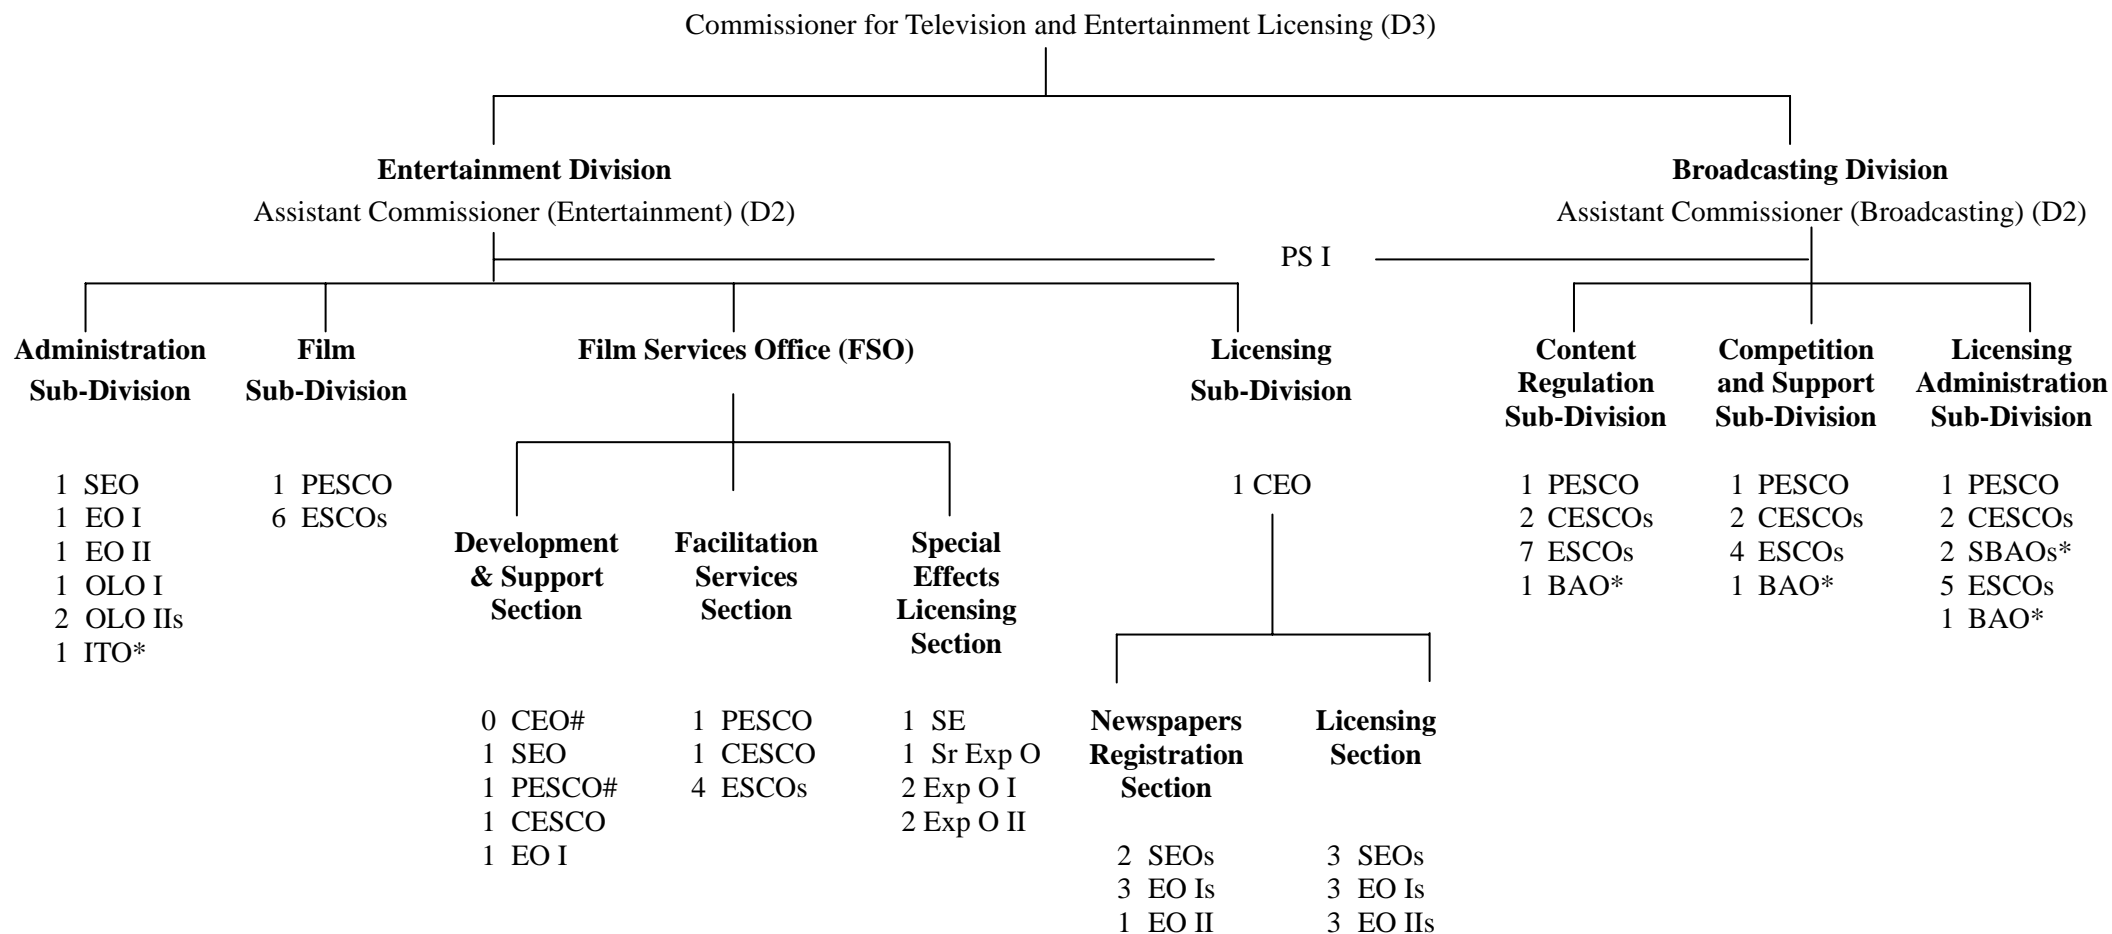 Commissioner for Television and Entertainment Licensing (D3)
Entertainment Division
Assistant Commissioner (Entertainment) (D2)
Broadcasting Division
Assistant Commissioner (Broadcasting) (D2)
PS I
Administration
Sub-Division
1 SEO
1 EO I
1 EO II
1 OLO I
2 OLO IIs
1 ITO*
Film
Sub-Division
1 PESCO
6 ESCOs
Film Services Office (FSO)
Development
& Support
Section
0 CEO#
1 SEO
1 PESCO#
1 CESCO
1 EO I
Facilitation
Services
Section
1 PESCO
1 CESCO
4 ESCOs
Special
Effects
Licensing
Section
1 SE
1 Sr Exp O
2 Exp O I
2 Exp O II
Licensing
Sub-Division
1 CEO
Newspapers
Registration
Section
2 SEOs
3 EO Is
1 EO II
Licensing
Section
3 SEOs
3 EO Is
3 EO IIs
Content
Regulation
Sub-Division
1 PESCO
2 CESCOs
7 ESCOs
1 BAO*
Competition
and Support
Sub-Division
1 PESCO
2 CESCOs
4 ESCOs
1 BAO*
Licensing
Administration
Sub-Division
1 PESCO
2 CESCOs
2 SBAOs*
5 ESCOs
1 BAO*